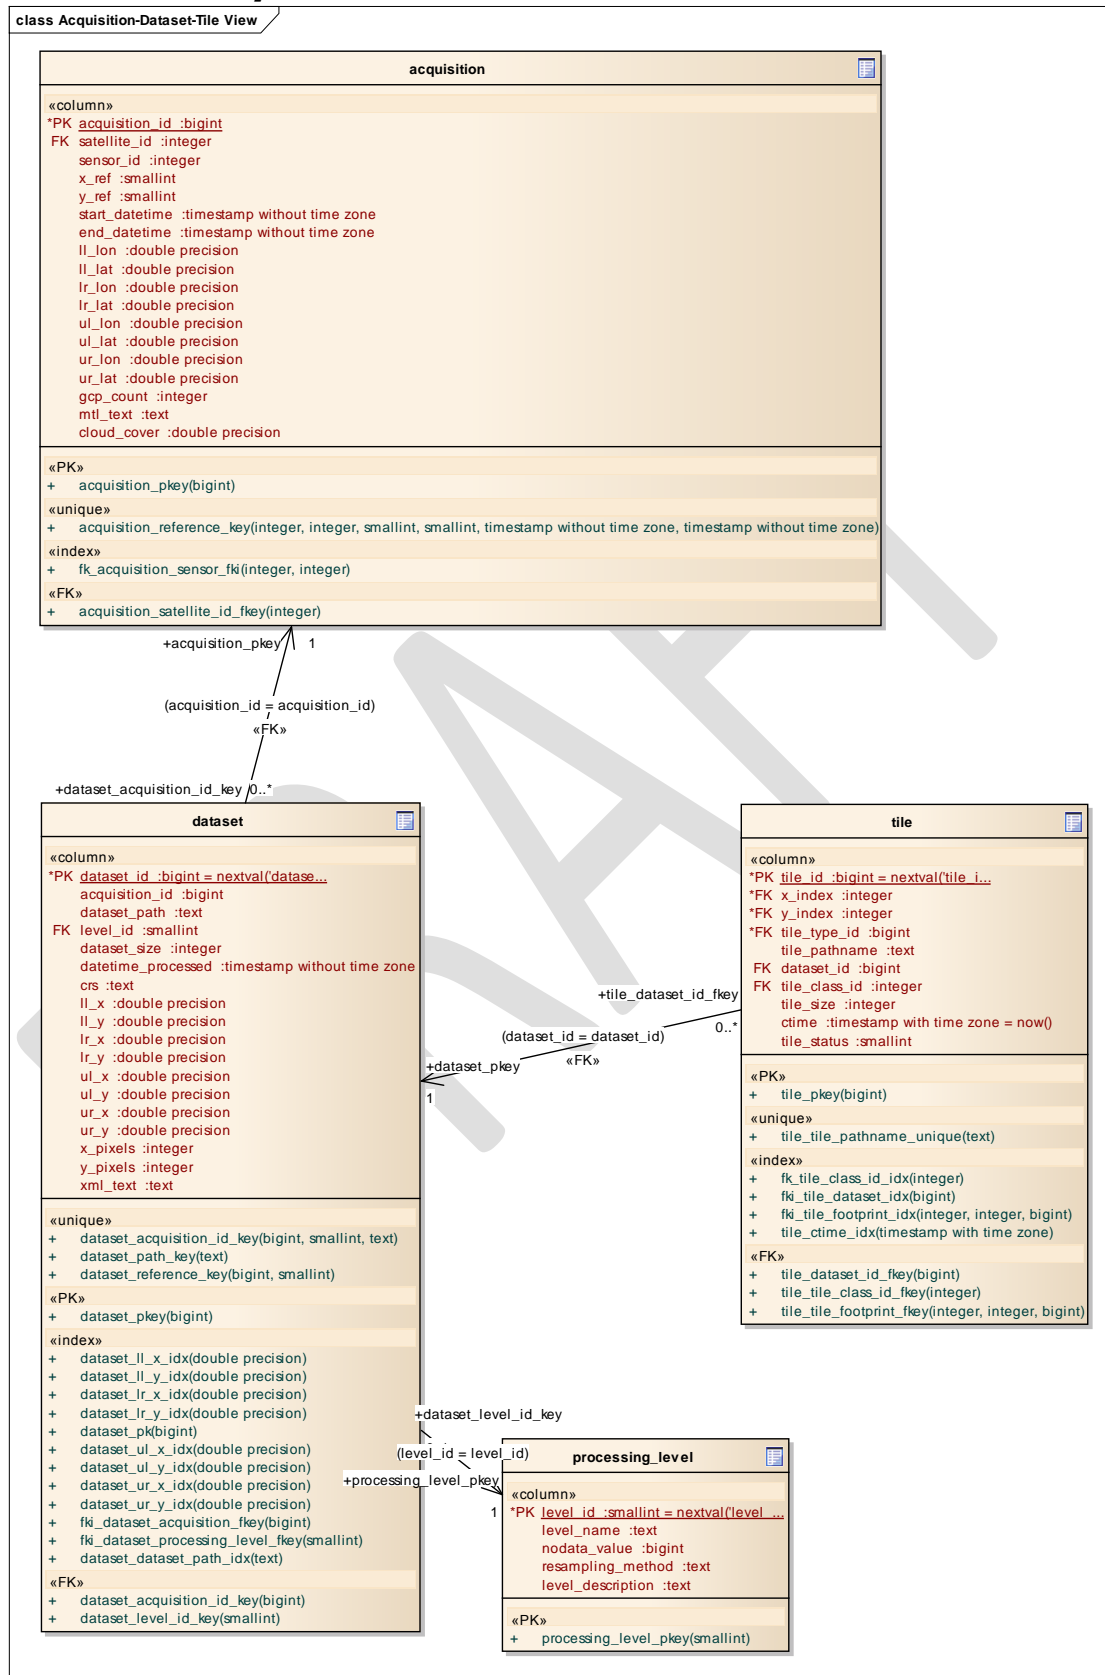 class Acquisition-Dataset-Tile View
acquisition
«column»
*PK acquisition_id :bigint
FK satellite_id :integer
sensor_id :integer
x_ref :smallint
y_ref :smallint
start_datetime :timestamp without time zone
end_datetime :timestamp without time zone
ll_lon :double precision
ll_lat :double precision
lr_lon :double precision
lr_lat :double precision
ul_lon :double precision
ul_lat :double precision
ur_lon :double precision
ur_lat :double precision
gcp_count :integer
mtl_text :text
cloud_cover :double precision
«PK»
+ acquisition_pkey(bigint)
«unique»
+ acquisition_reference_key(integer, integer, smallint, smallint, timestamp without time zone, timestamp without time zone)
«index»
+ fk_acquisition_sensor_fki(integer, integer)
«FK»
+ acquisition_satellite_id_fkey(integer)
+acquisition_pkey 1
(acquisition_id = acquisition_id)
«FK»
+dataset_acquisition_id_key 0..*
dataset
«column»
*PK dataset_id :bigint = nextval('datase...
acquisition_id :bigint
dataset_path :text
FK level_id :smallint
dataset_size :integer
datetime_processed :timestamp without time zone
crs :text
ll_x :double precision
ll_y :double precision
lr_x :double precision
lr_y :double precision
ul_x :double precision
ul_y :double precision
ur_x :double precision
ur_y :double precision
x_pixels :integer
y_pixels :integer
xml_text :text
«unique»
+ dataset_acquisition_id_key(bigint, smallint, text)
+ dataset_path_key(text)
+ dataset_reference_key(bigint, smallint)
«PK»
+ dataset_pkey(bigint)
«index»
+ dataset_ll_x_idx(double precision)
+ dataset_ll_y_idx(double precision)
+ dataset_lr_x_idx(double precision)
+ dataset_lr_y_idx(double precision)
+ dataset_pk(bigint)
+ dataset_ul_x_idx(double precision)
+ dataset_ul_y_idx(double precision)
+ dataset_ur_x_idx(double precision)
+ dataset_ur_y_idx(double precision)
+ fki_dataset_acquisition_fkey(bigint)
+ fki_dataset_processing_level_fkey(smallint)
+ dataset_dataset_path_idx(text)
«FK»
+ dataset_acquisition_id_key(bigint)
+ dataset_level_id_key(smallint)
tile
«column»
*PK tile_id :bigint = nextval('tile_i...
*FK x_index :integer
*FK y_index :integer
*FK tile_type_id :bigint
tile_pathname :text
FK dataset_id :bigint
FK tile_class_id :integer
tile_size :integer
ctime :timestamp with time zone = now()
tile_status :smallint
«PK»
+ tile_pkey(bigint)
«unique»
+ tile_tile_pathname_unique(text)
«index»
+ fk_tile_class_id_idx(integer)
+ fki_tile_dataset_idx(bigint)
+ fki_tile_footprint_idx(integer, integer, bigint)
+ tile_ctime_idx(timestamp with time zone)
«FK»
+ tile_dataset_id_fkey(bigint)
+ tile_tile_class_id_fkey(integer)
+ tile_tile_footprint_fkey(integer, integer, bigint)
+tile_dataset_id_fkey
0..*
(dataset_id = dataset_id)
«FK»
+dataset_pkey
1
+dataset_level_id_key
(level_id = level_id)
+processing_level_pkey
1
processing_level
«column»
*PK level_id :smallint = nextval('level_...
level_name :text
nodata_value :bigint
resampling_method :text
level_description :text
«PK»
+ processing_level_pkey(smallint)
DRAFT